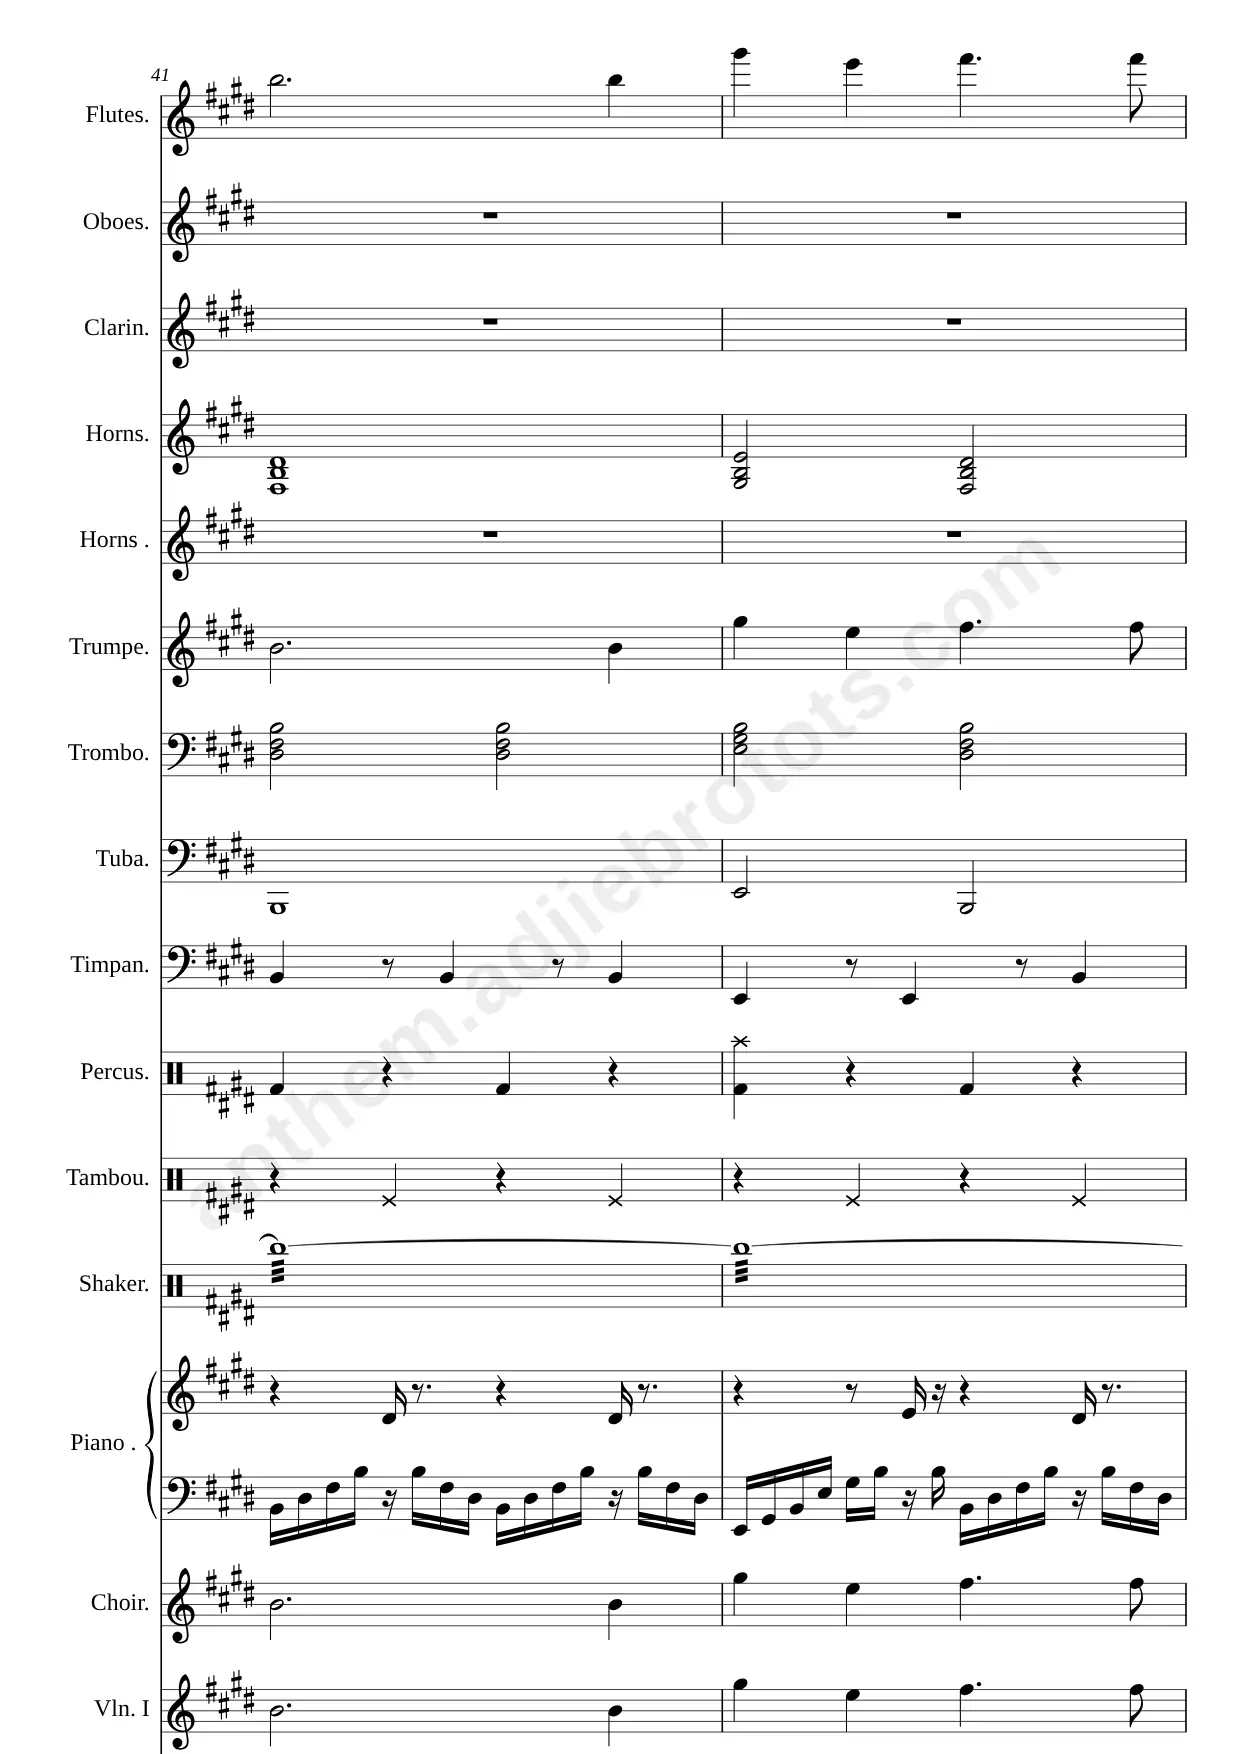 41
Flutes.
Oboes.
Clarin.
Horns.
Horns .
Trumpe.
Trombo.
Tuba.
Timpan.
Percus.
Tambou.
Shaker.
Piano .
Choir.
Vln. I
anthem.adjiebrotots.com